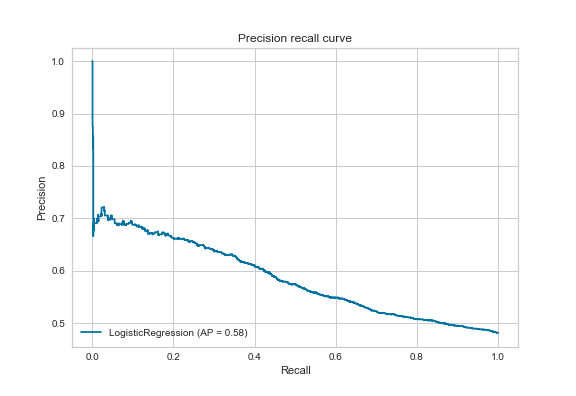 Precision recall curve
1.0
0.9
0.8
0.7
0.6
0.5
Precision
LogisticRegression (AP = 0.58)
0.0 0.2 0.4 0.6 0.8 1.0
Recall